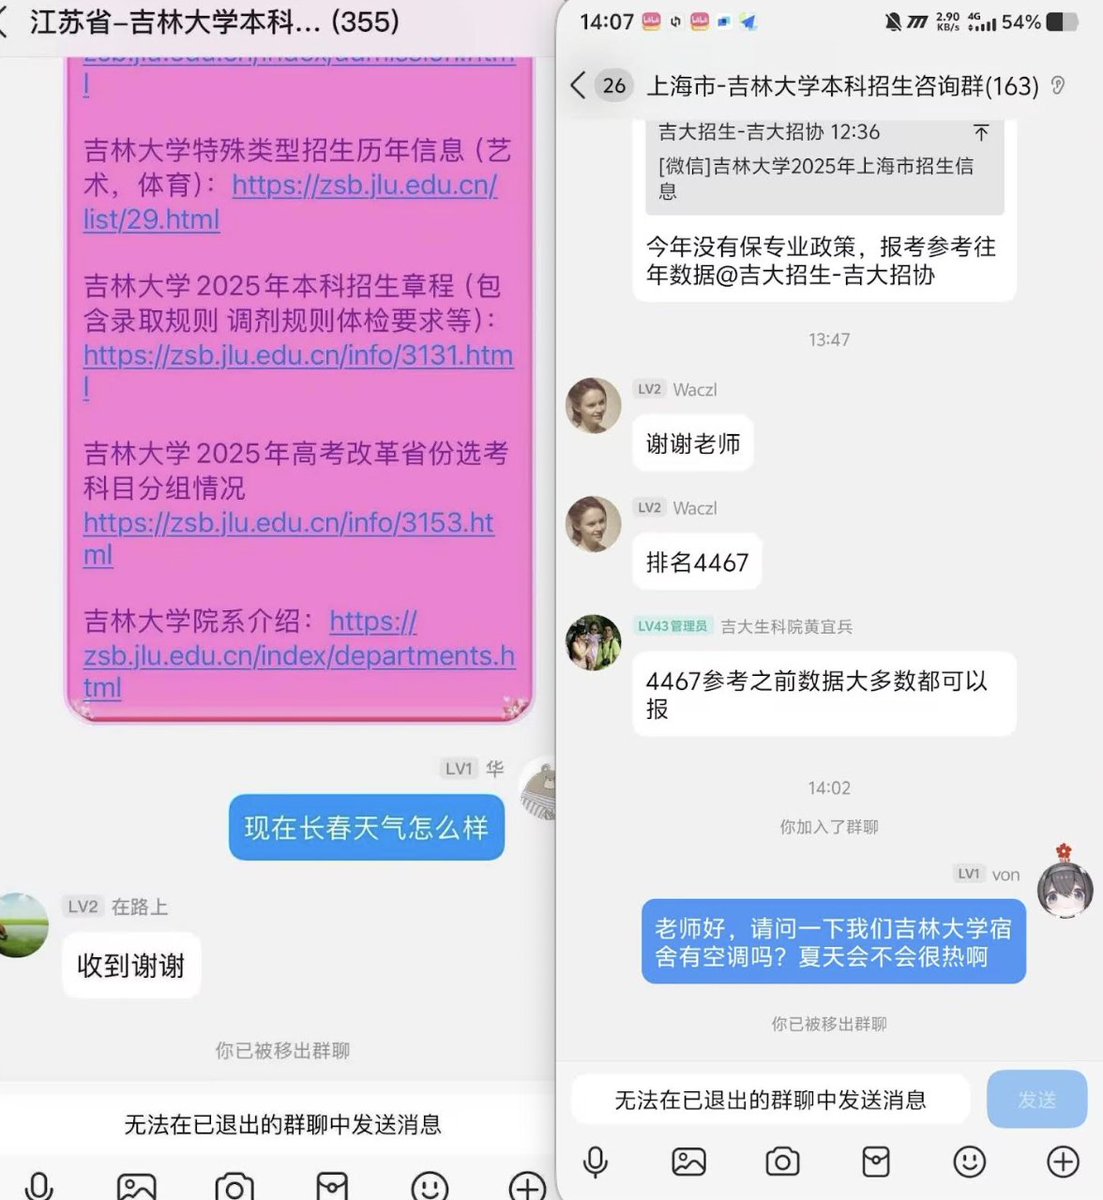 江苏省–吉林大学本科... (355)
zsb.jlu.edu.cn/index/admission.htm
l
吉林大学特殊类型招生历年信息（艺
术，体育）：https://zsb.jlu.edu.cn/
list/29.html
吉林大学2025年本科招生章程（包
含录取规则 调剂规则体检要求等）：
https://zsb.jlu.edu.cn/info/3131.htm
l
吉林大学2025年高考改革省份选考
科目分组情况
https://zsb.jlu.edu.cn/info/3153.ht
ml
吉林大学院系介绍：https://
zsb.jlu.edu.cn/index/departments.h
tml
LV1 华
现在长春天气怎么样
LV2 在路上
收到谢谢
你已被移出群聊
无法在已退出的群聊中发送消息
14:07 2.90 KB/s 4G 54%
26 上海市-吉林大学本科招生咨询群(163)
吉大招生-吉大招协 12:36
[微信]吉林大学2025年上海市招生信
息
今年没有保专业政策，报考参考往
年数据@吉大招生-吉大招协
13:47
LV2 Waczl
谢谢老师
LV2 Waczl
排名4467
LV43管理员 吉大生科院黄宜兵
4467参考之前数据大多数都可以
报
14:02
你加入了群聊
LV1 von
老师好，请问一下我们吉林大学宿
舍有空调吗？夏天会不会很热啊
你已被移出群聊
无法在已退出的群聊中发送消息
发送